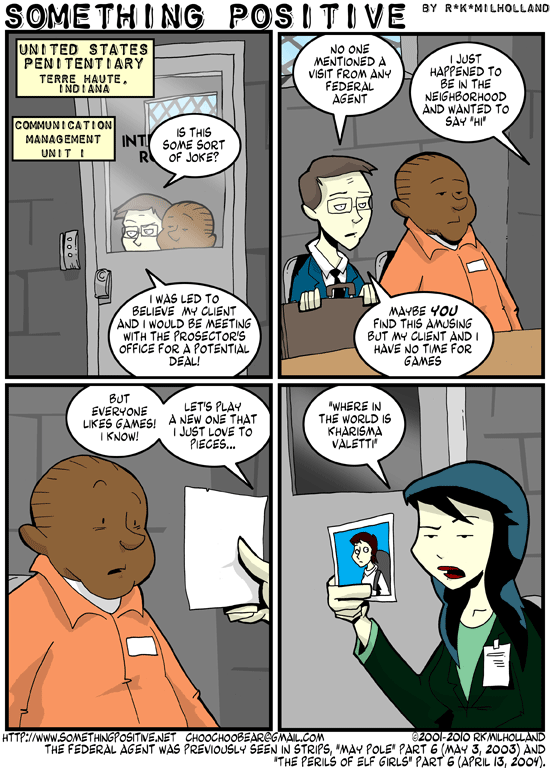 SOMETHING POSITIVE BY R*K*MILHOLLAND
UNITED STATES
PENITENTIARY
TERRE HAUTE,
INDIANA
COMMUNICATION
MANAGEMENT
UNIT 1
INT
RO
IS THIS
SOME SORT
OF JOKE?
I WAS LED TO
BELIEVE MY CLIENT
AND I WOULD BE MEETING
WITH THE PROSECTOR'S
OFFICE FOR A POTENTIAL
DEAL!
NO ONE
MENTIONED A
VISIT FROM ANY
FEDERAL
AGENT
I JUST
HAPPENED TO
BE IN THE
NEIGHBORHOOD
AND WANTED TO
SAY "HI"
MAYBE YOU
FIND THIS AMUSING
BUT MY CLIENT AND I
HAVE NO TIME FOR
GAMES
BUT
EVERYONE
LIKES GAMES!
I KNOW!
LET'S PLAY
A NEW ONE THAT
I JUST LOVE TO
PIECES...
"WHERE IN
THE WORLD IS
KHARISMA
VALETTI"
HTTP://WWW.SOMETHINGPOSITIVE.NET CHOOCHOOBEAR@GMAIL.COM ©2001-2010 RKMILHOLLAND
THE FEDERAL AGENT WAS PREVIOUSLY SEEN IN STRIPS, "MAY POLE" PART 6 (MAY 3, 2003) AND
"THE PERILS OF ELF GIRLS" PART 6 (APRIL 13, 2004).